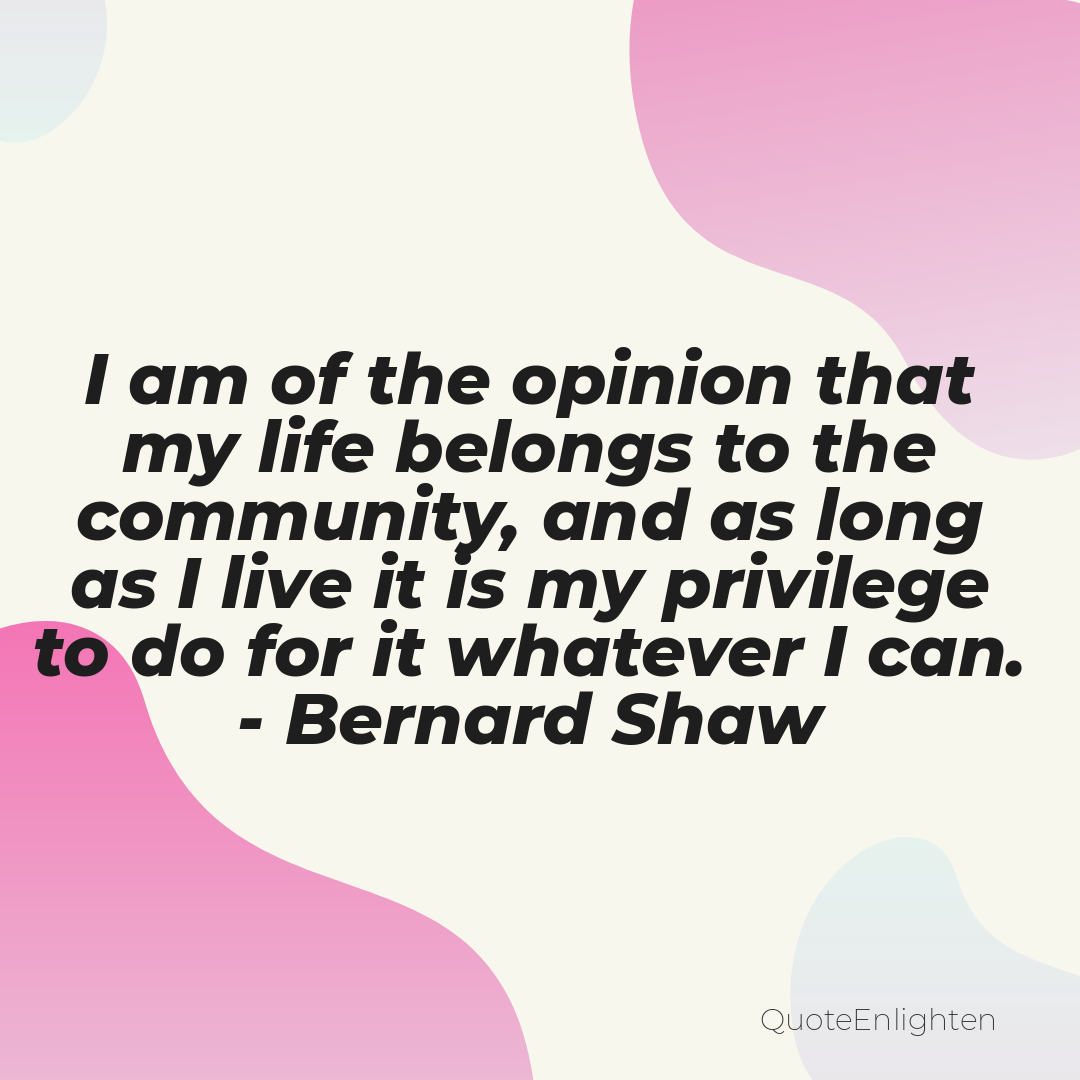 I am of the opinion that
my life belongs to the
community, and as long
as I live it is my privilege
to do for it whatever I can.
- Bernard Shaw
QuoteEnlighten